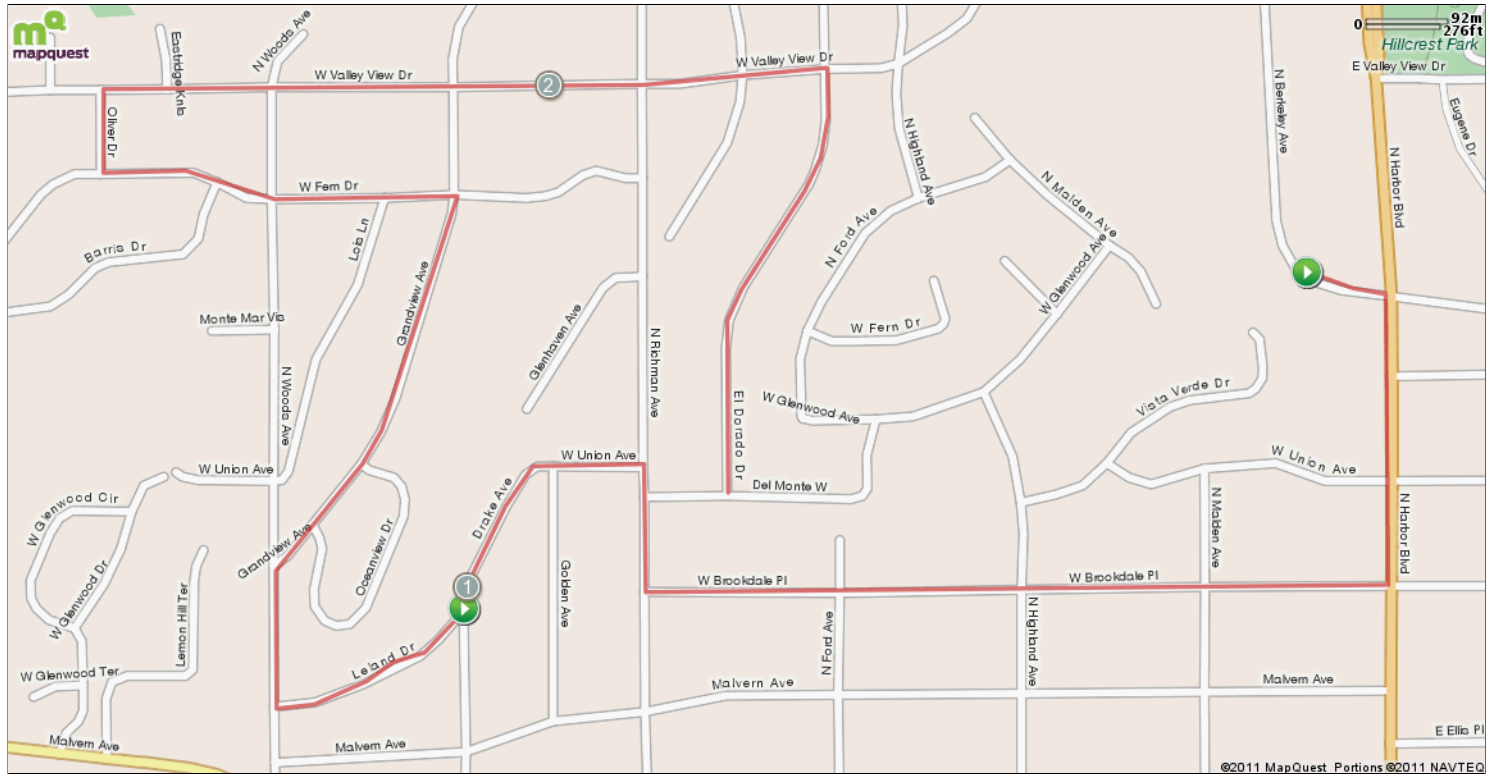 mapquest
0
92m
276ft
Hillcrest Park
E Valley View Dr
Eastridge Knls
N Woods Ave
W Valley View Dr
2
W Valley View Dr
N Berkeley Ave
Eugene Dr
Oliver Dr
N Highland Ave
N Harbor Blvd
W Fern Dr
N Malden Ave
Barris Dr
Lois Ln
N Ford Ave
W Glenwood Ave
Grandview Ave
Monte Mar Vis
Glenhaven Ave
N Richman Ave
W Fern Dr
N Woods Ave
El Dorado Dr
W Glenwood Ave
Vista Verde Dr
W Union Ave
W Union Ave
W Union Ave
Del Monte W
W Glenwood Cir
Drake Ave
N Malden Ave
N Harbor Blvd
Grandview Ave
Oceanview Dr
W Glenwood Dr
Golden Ave
1
W Brookdale Pl
W Brookdale Pl
Lemon Hill Ter
N Ford Ave
N Highland Ave
Leland Dr
W Glenwood Ter
Malvern Ave
Malvern Ave
Malvern Ave
Malvern Ave
E Ellis Pl
©2011 MapQuest Portions ©2011 NAVTEQ